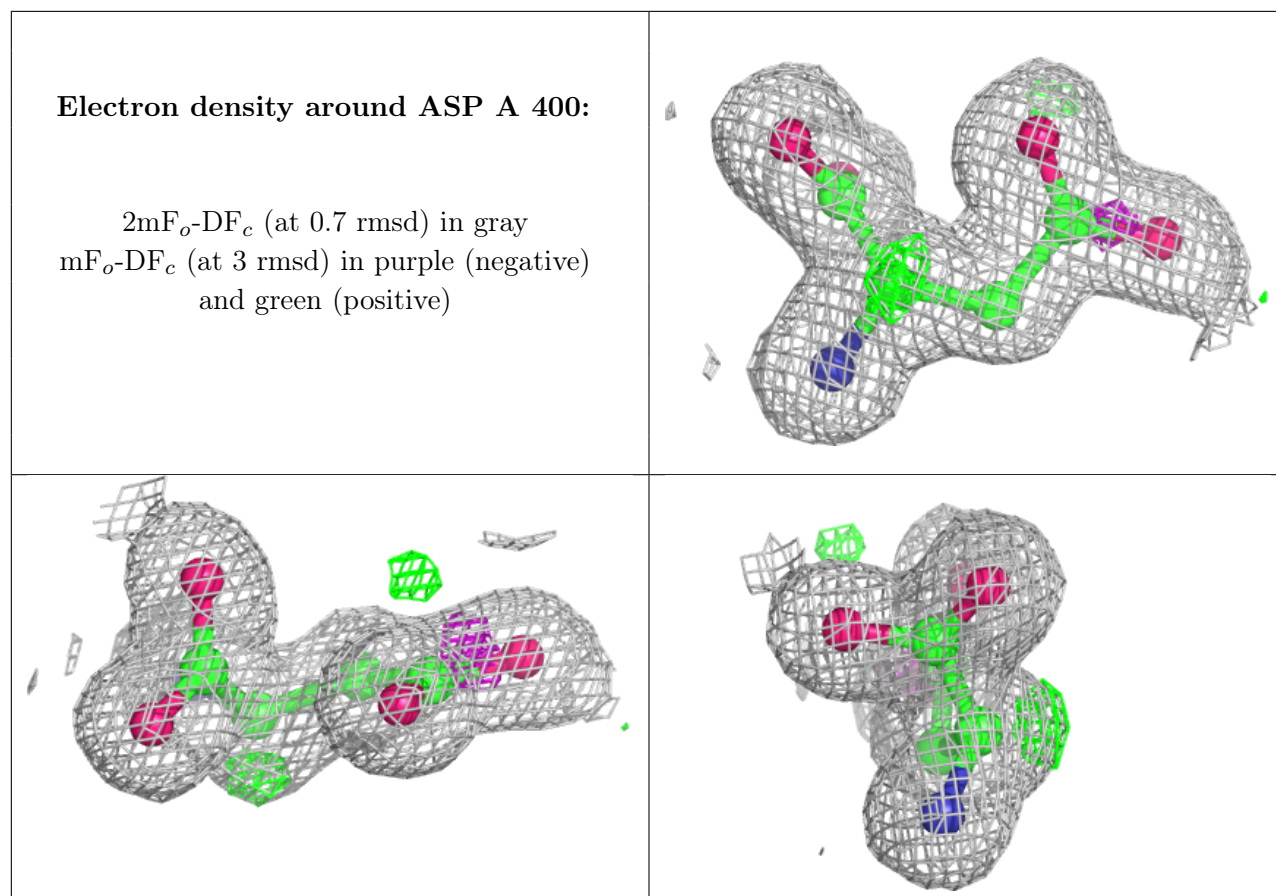 Electron density around ASP A 400:
2mFo-DFc (at 0.7 rmsd) in gray
mFo-DFc (at 3 rmsd) in purple (negative)
and green (positive)